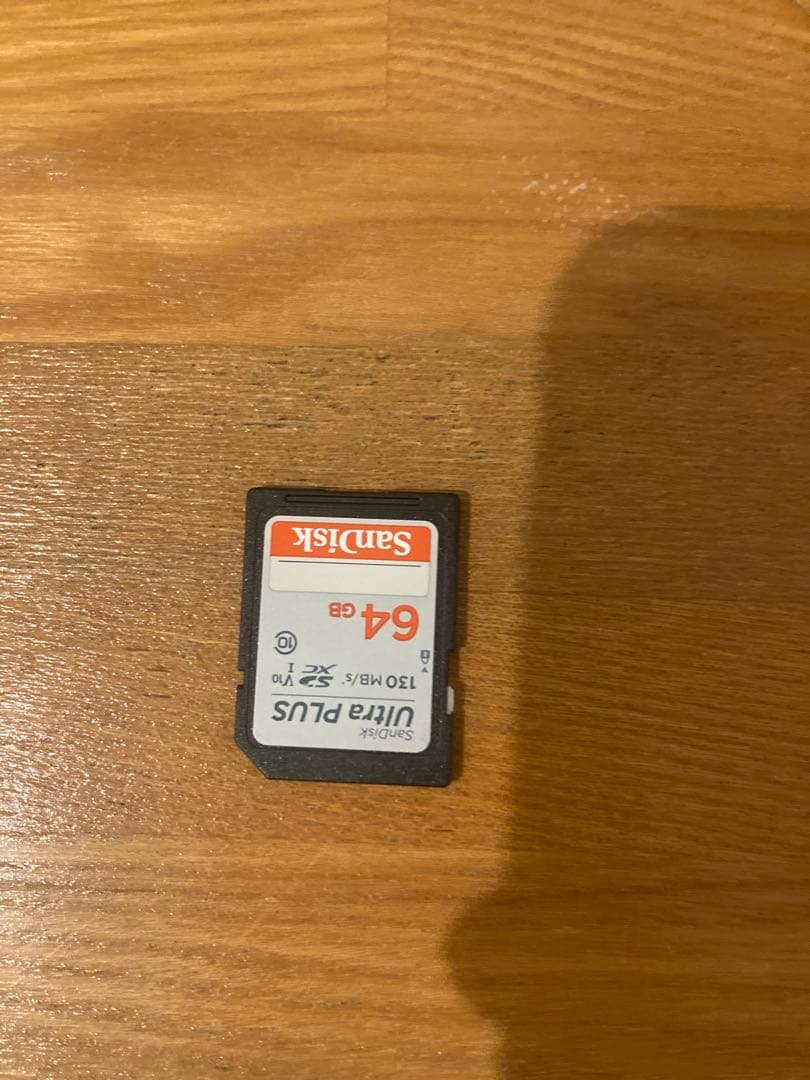 SanDisk
Ultra PLUS
130 MB/s* SD XC I V10
64 GB 10
SanDisk